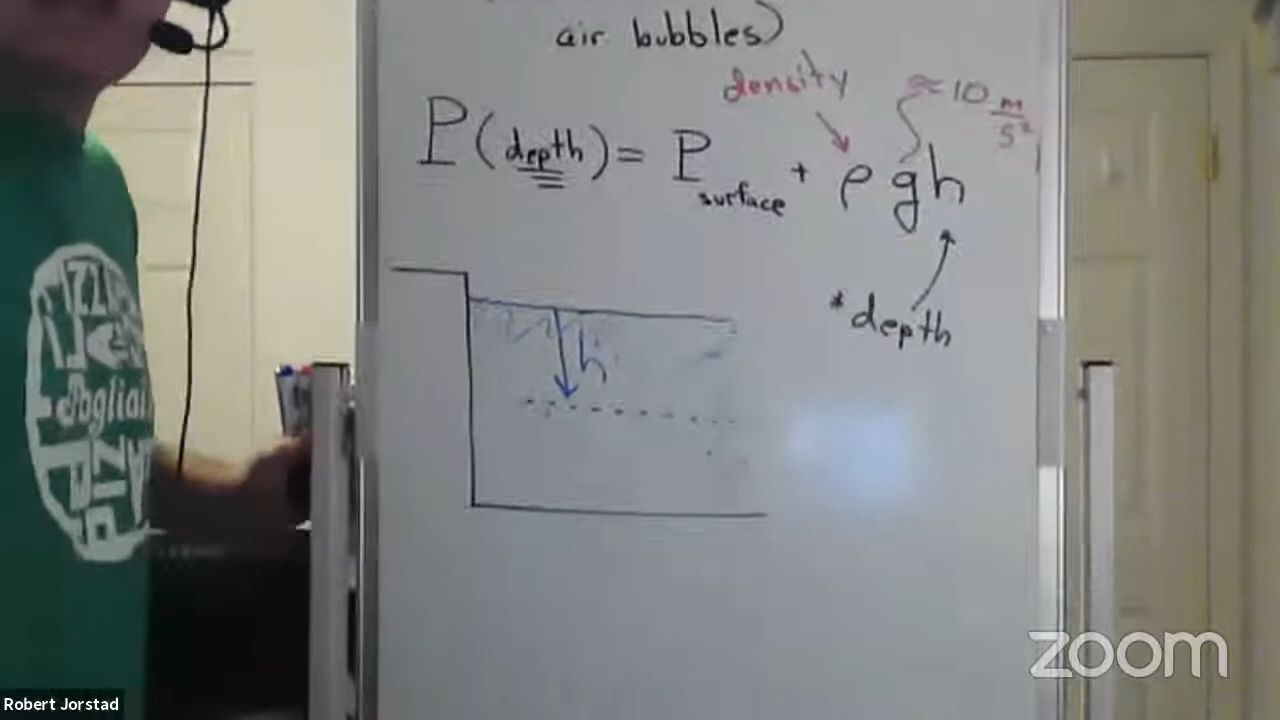 air bubbles)
density
≈10 m/s²
P(depth) = P surface + ρgh
*depth
h
zoom
Robert Jorstad